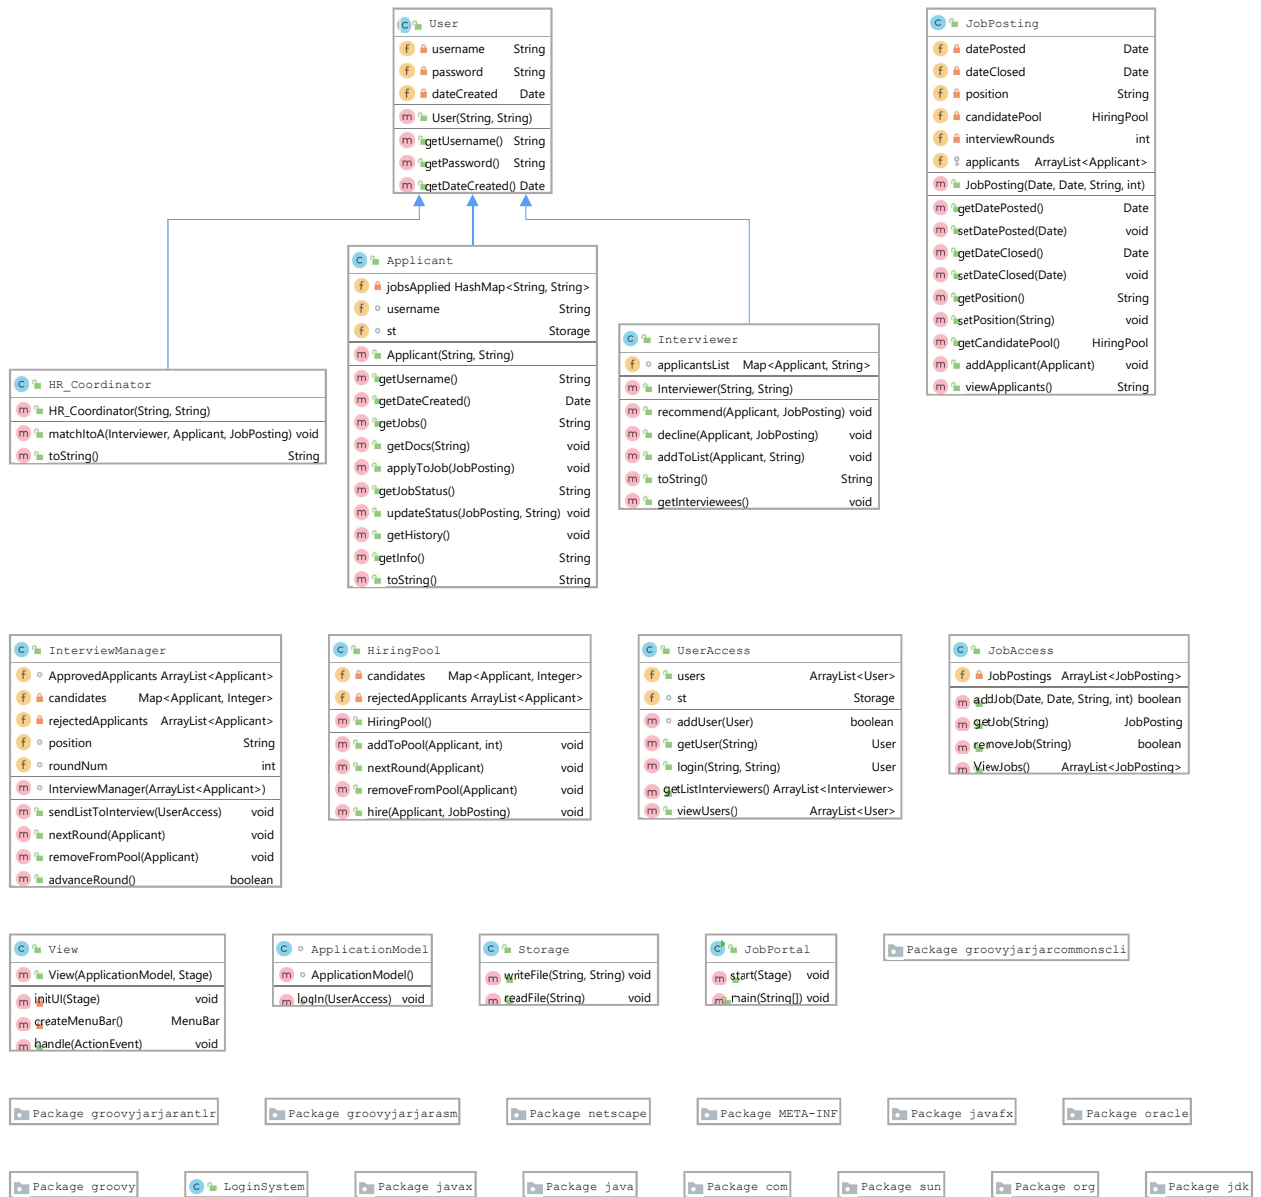 User
username String
password String
dateCreated Date
User(String, String)
getUsername() String
getPassword() String
getDateCreated() Date
JobPosting
datePosted Date
dateClosed Date
position String
candidatePool HiringPool
interviewRounds int
applicants ArrayList<Applicant>
JobPosting(Date, Date, String, int)
getDatePosted() Date
setDatePosted(Date) void
getDateClosed() Date
setDateClosed(Date) void
getPosition() String
setPosition(String) void
getCandidatePool() HiringPool
addApplicant(Applicant) void
viewApplicants() String
Applicant
jobsApplied HashMap<String, String>
username String
st Storage
Applicant(String, String)
getUsername() String
getDateCreated() Date
getJobs() String
getDocs(String) void
applyToJob(JobPosting) void
getJobStatus() String
updateStatus(JobPosting, String) void
getHistory() void
getInfo() String
toString() String
Interviewer
applicantsList Map<Applicant, String>
Interviewer(String, String)
recommend(Applicant, JobPosting) void
decline(Applicant, JobPosting) void
addToList(Applicant, String) void
toString() String
getInterviewees() void
HR_Coordinator
HR_Coordinator(String, String)
matchItoA(Interviewer, Applicant, JobPosting) void
toString() String
InterviewManager
ApprovedApplicants ArrayList<Applicant>
candidates Map<Applicant, Integer>
rejectedApplicants ArrayList<Applicant>
position String
roundNum int
InterviewManager(ArrayList<Applicant>)
sendListToInterview(UserAccess) void
nextRound(Applicant) void
removeFromPool(Applicant) void
advanceRound() boolean
HiringPool
candidates Map<Applicant, Integer>
rejectedApplicants ArrayList<Applicant>
HiringPool()
addToPool(Applicant, int) void
nextRound(Applicant) void
removeFromPool(Applicant) void
hire(Applicant, JobPosting) void
UserAccess
users ArrayList<User>
st Storage
addUser(User) boolean
getUser(String) User
login(String, String) User
getListInterviewers() ArrayList<Interviewer>
viewUsers() ArrayList<User>
JobAccess
JobPostings ArrayList<JobPosting>
addJob(Date, Date, String, int) boolean
getJob(String) JobPosting
removeJob(String) boolean
ViewJobs() ArrayList<JobPosting>
View
View(ApplicationModel, Stage)
initUI(Stage) void
createMenuBar() MenuBar
handle(ActionEvent) void
ApplicationModel
ApplicationModel()
logIn(UserAccess) void
Storage
writeFile(String, String) void
readFile(String) void
JobPortal
start(Stage) void
main(String[]) void
Package groovyjarjarcommonscli
Package groovyjarjarantlr
Package groovyjarjarasm
Package netscape
Package META-INF
Package javafx
Package oracle
Package groovy
LoginSystem
Package javax
Package java
Package com
Package sun
Package org
Package jdk